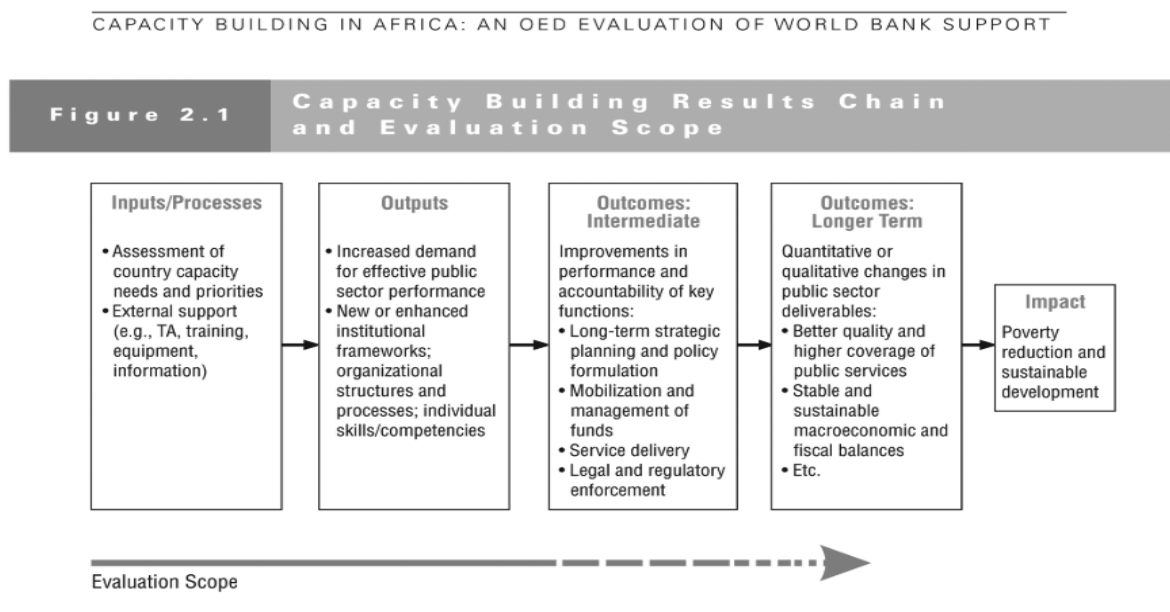 CAPACITY BUILDING IN AFRICA: AN OED EVALUATION OF WORLD BANK SUPPORT
Figure 2.1
Capacity Building Results Chain
and Evaluation Scope
Inputs/Processes
• Assessment of
country capacity
needs and priorities
• External support
(e.g., TA, training,
equipment,
information)
Outputs
• Increased demand
for effective public
sector performance
• New or enhanced
institutional
frameworks;
organizational
structures and
processes; individual
skills/competencies
Outcomes:
Intermediate
Improvements in
performance and
accountability of key
functions:
• Long-term strategic
planning and policy
formulation
• Mobilization and
management of
funds
• Service delivery
• Legal and regulatory
enforcement
Outcomes:
Longer Term
Quantitative or
qualitative changes in
public sector
deliverables:
• Better quality and
higher coverage of
public services
• Stable and
sustainable
macroeconomic and
fiscal balances
• Etc.
Impact
Poverty
reduction and
sustainable
development
Evaluation Scope